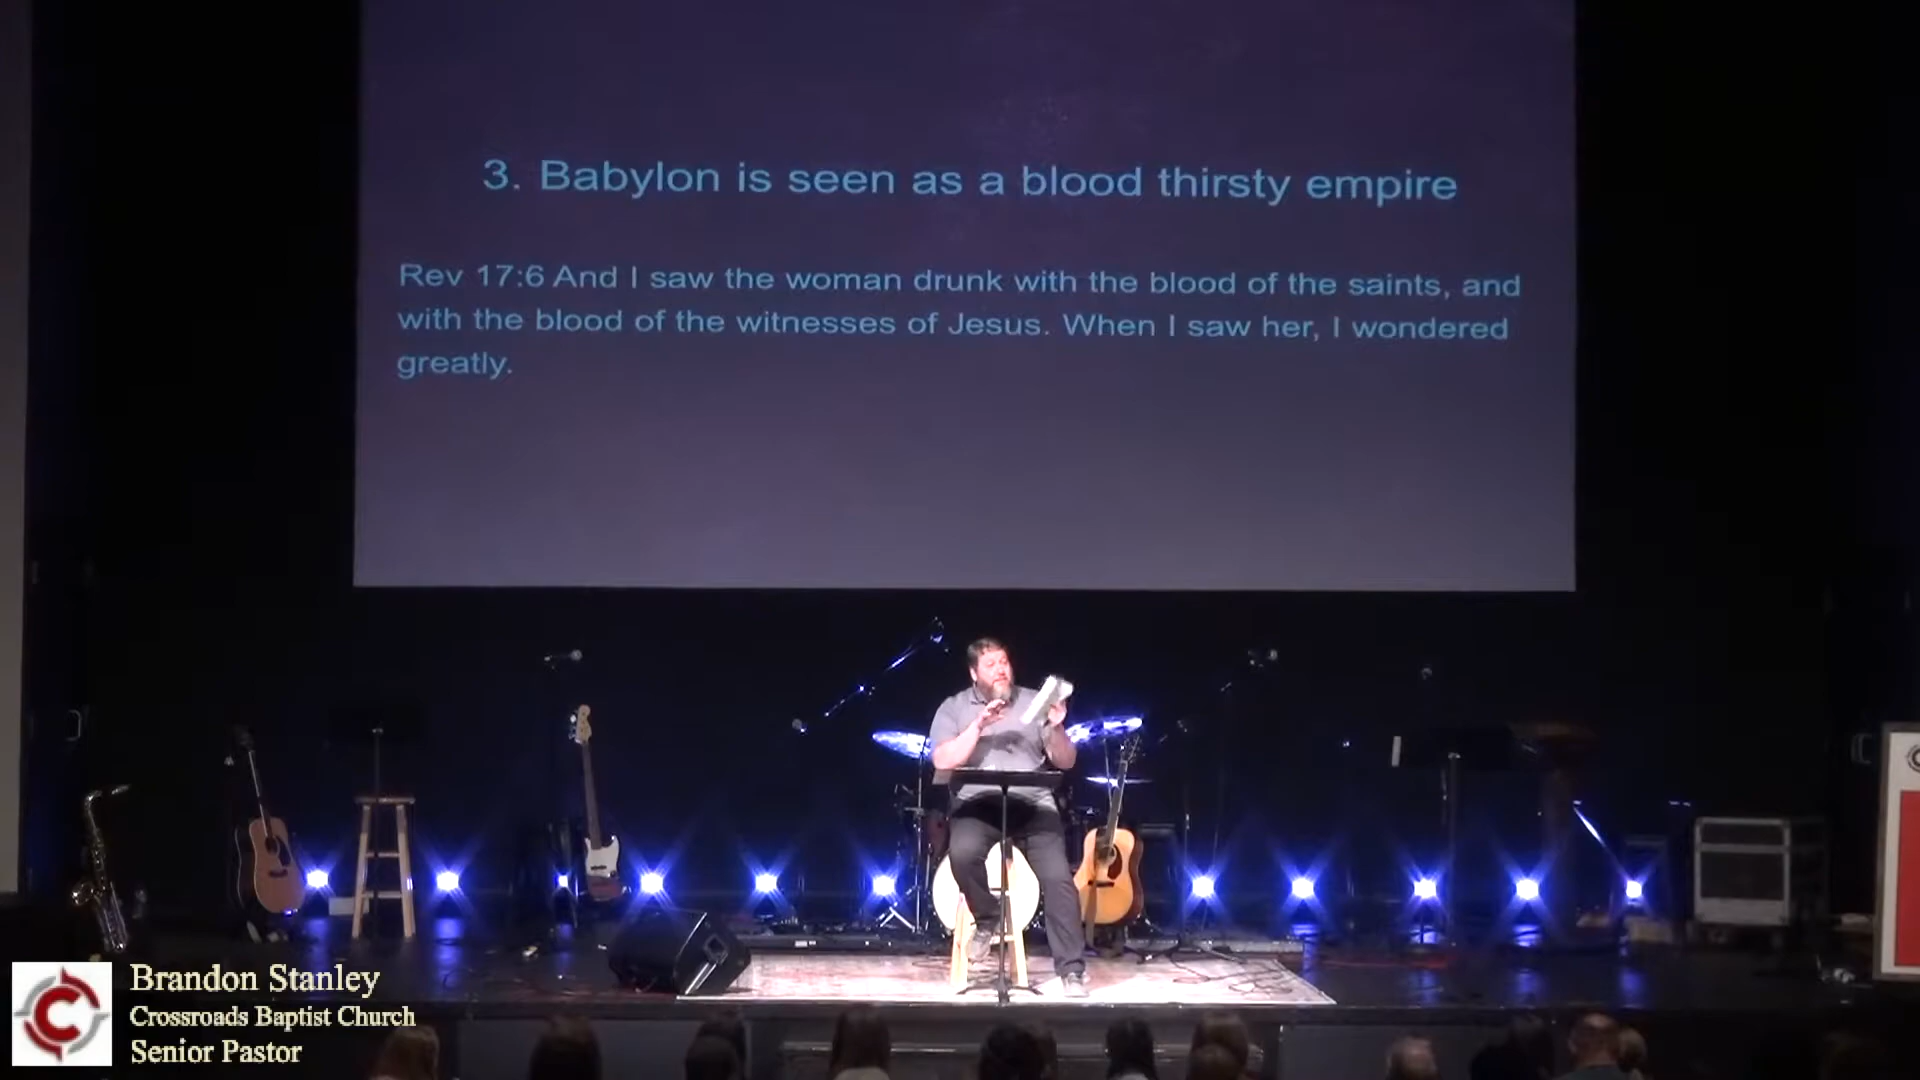 3. Babylon is seen as a blood thirsty empire
Rev 17:6 And I saw the woman drunk with the blood of the saints, and
with the blood of the witnesses of Jesus. When I saw her, I wondered
greatly.
Brandon Stanley
Crossroads Baptist Church
Senior Pastor